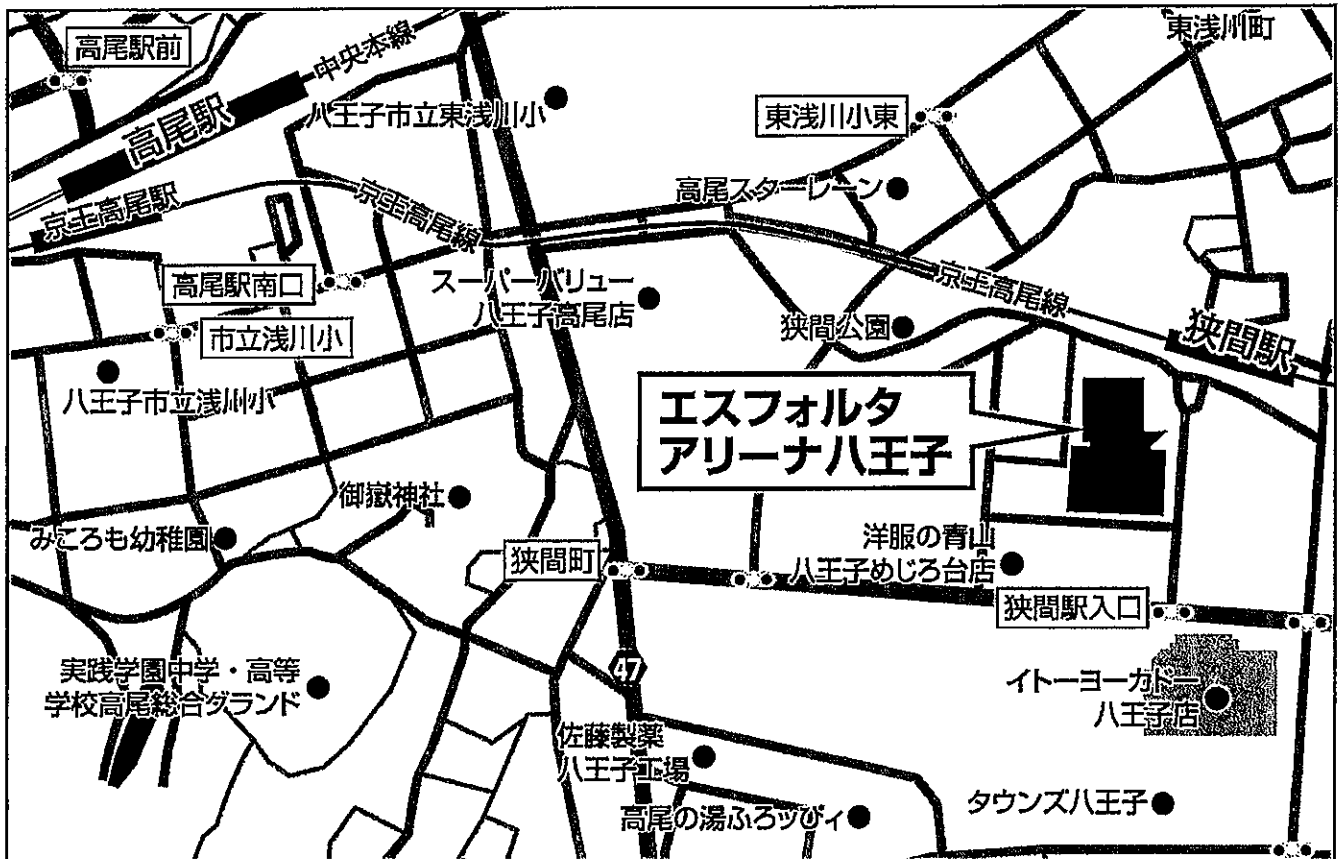 高尾駅前
中央本線
高尾駅
八王子市立東浅川小
東浅川町
東浅川小東
京王高尾駅
京王高尾線
高尾スターレーン
高尾駅南口
スーパーバリュー
八王子高尾店
京王高尾線
狭間公園
狭間駅
市立浅川小
八王子市立浅川小
エスフォルタ
アリーナ八王子
御嶽神社
みころも幼稚園
狭間町
洋服の青山
八王子めじろ台店
狭間駅入口
47
実践学園中学・高等
学校高尾総合グランド
イトーヨーカドー
八王子店
佐藤製薬
八王子工場
高尾の湯ふろッぴィ
タウンズ八王子